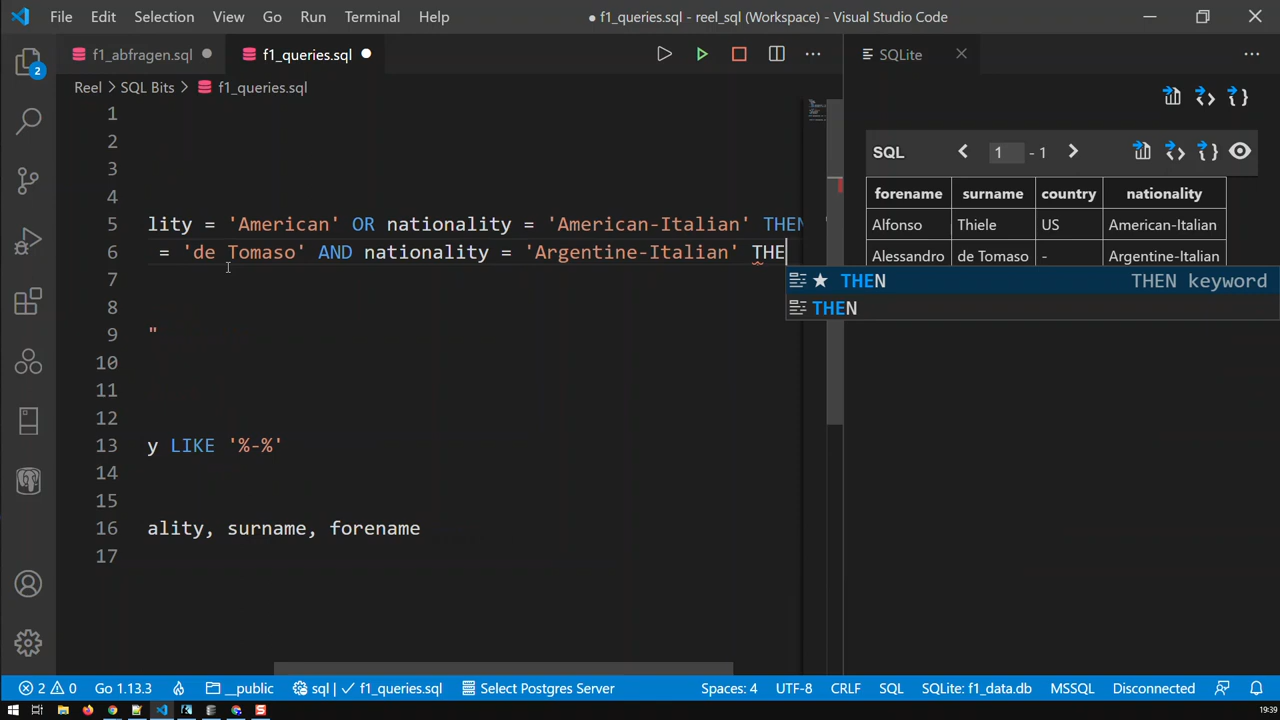 File Edit Selection View Go Run Terminal Help
● f1_queries.sql - reel_sql (Workspace) - Visual Studio Code
f1_abfragen.sql ●
f1_queries.sql ●
SQLite
Reel > SQL Bits > f1_queries.sql
2
1
2
3
4
5 lity = 'American' OR nationality = 'American-Italian' THEN '
6 = 'de Tomaso' AND nationality = 'Argentine-Italian' THE
7
8
9 "
10
11
12
13 y LIKE '%-%'
14
15
16 ality, surname, forename
17
THEN THEN keyword
THEN
SQL 1 - 1
forename surname country nationality
Alfonso Thiele US American-Italian
Alessandro de Tomaso - Argentine-Italian
2 0 Go 1.13.3 __public sql | ✓ f1_queries.sql Select Postgres Server Spaces: 4 UTF-8 CRLF SQL SQLite: f1_data.db MSSQL Disconnected
19:39